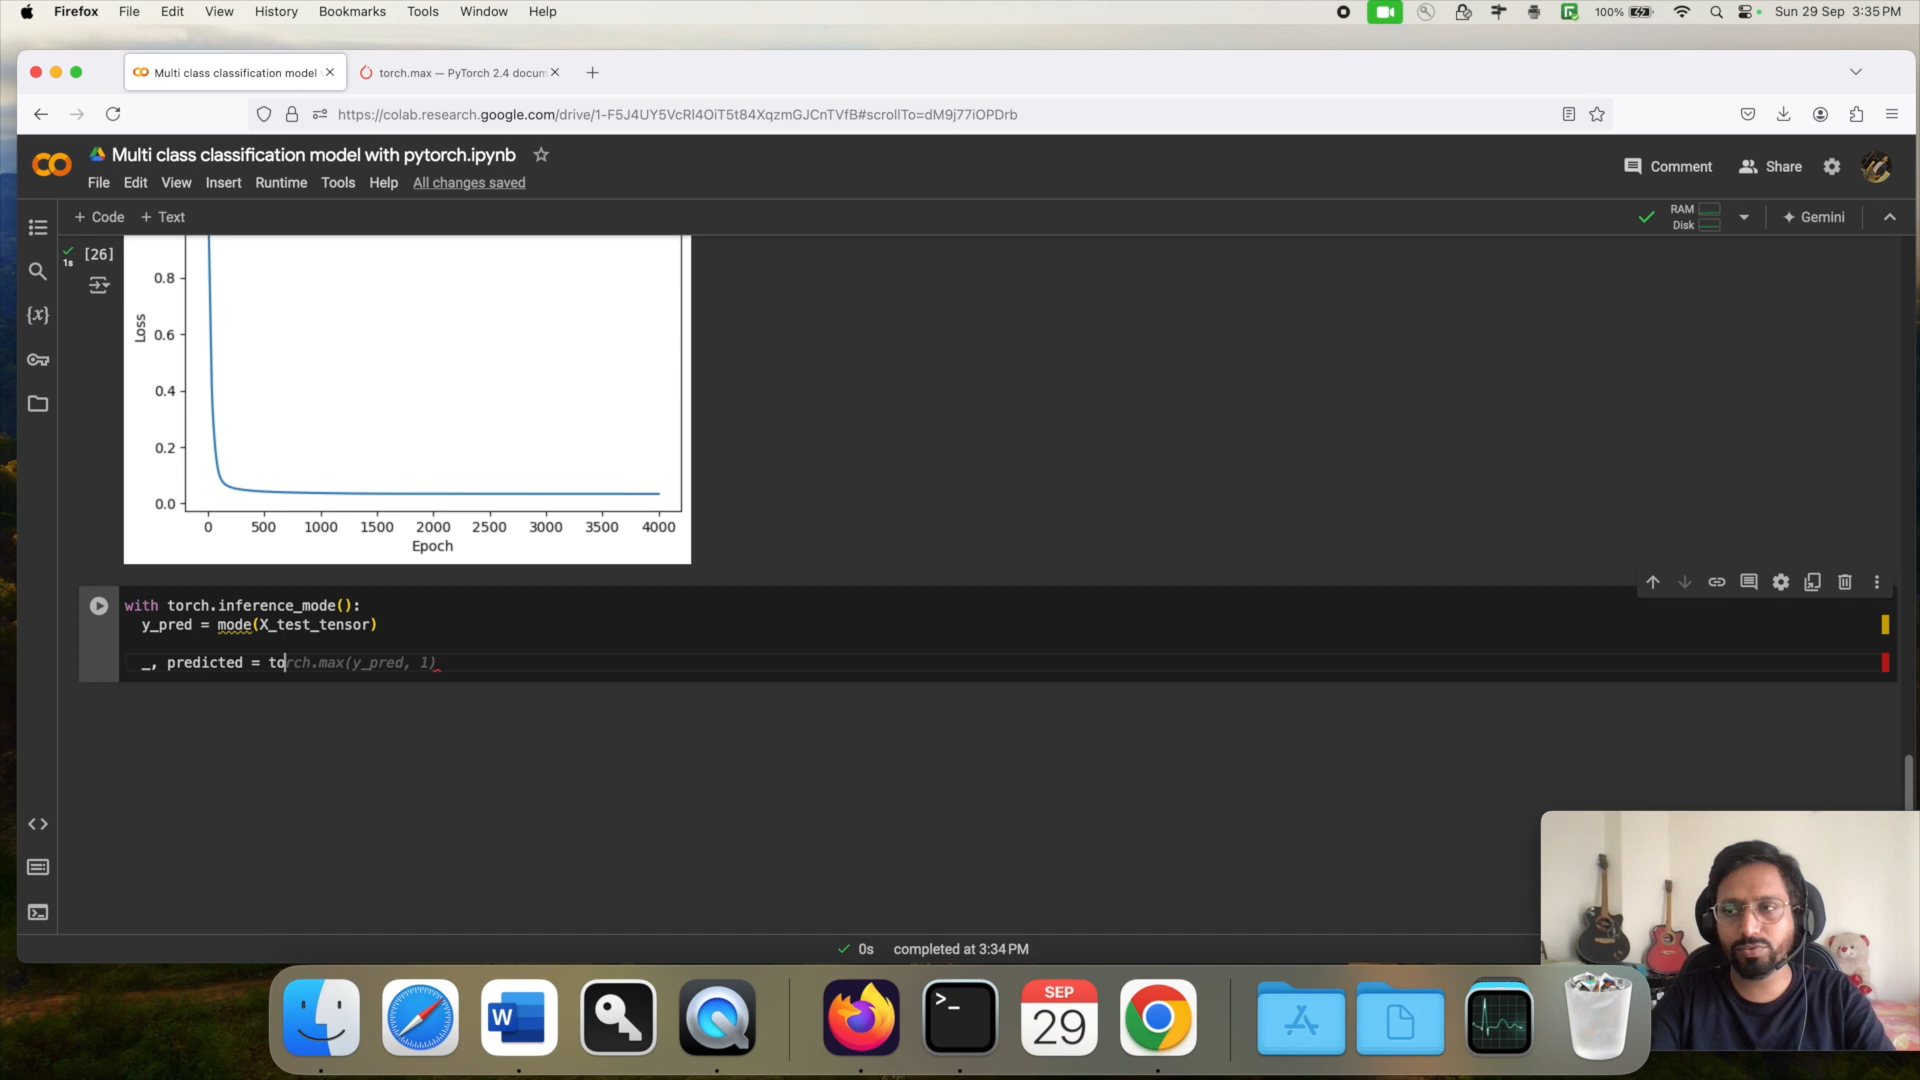 Firefox File Edit View History Bookmarks Tools Window Help 100% Sun 29 Sep 3:35 PM
Multi class classification model torch.max — PyTorch 2.4 docum
https://colab.research.google.com/drive/1-F5J4UY5VcRl4OiT5t84XqzmGJCnTVfB#scrollTo=dM9j77iOPDrb
Multi class classification model with pytorch.ipynb
Comment Share
File Edit View Insert Runtime Tools Help All changes saved
+ Code + Text RAM Disk Gemini
[26]
1s
0.8
0.6
0.4
0.2
0.0
Loss
0 500 1000 1500 2000 2500 3000 3500 4000
Epoch
with torch.inference_mode():
y_pred = mode(X_test_tensor)
_, predicted = torch.max(y_pred, 1)
0s completed at 3:34 PM
W
>_
SEP
29